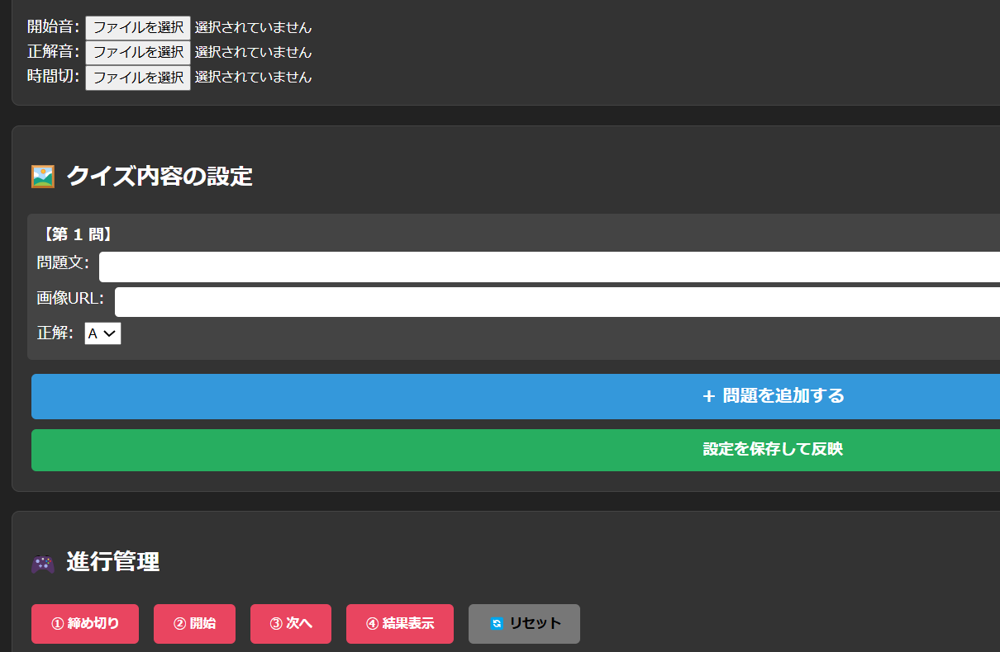 開始音: ファイルを選択 選択されていません
正解音: ファイルを選択 選択されていません
時間切: ファイルを選択 選択されていません
クイズ内容の設定
【第 1 問】
問題文:
画像URL:
正解: A
+ 問題を追加する
設定を保存して反映
進行管理
① 締め切り ② 開始 ③ 次へ ④ 結果表示 リセット